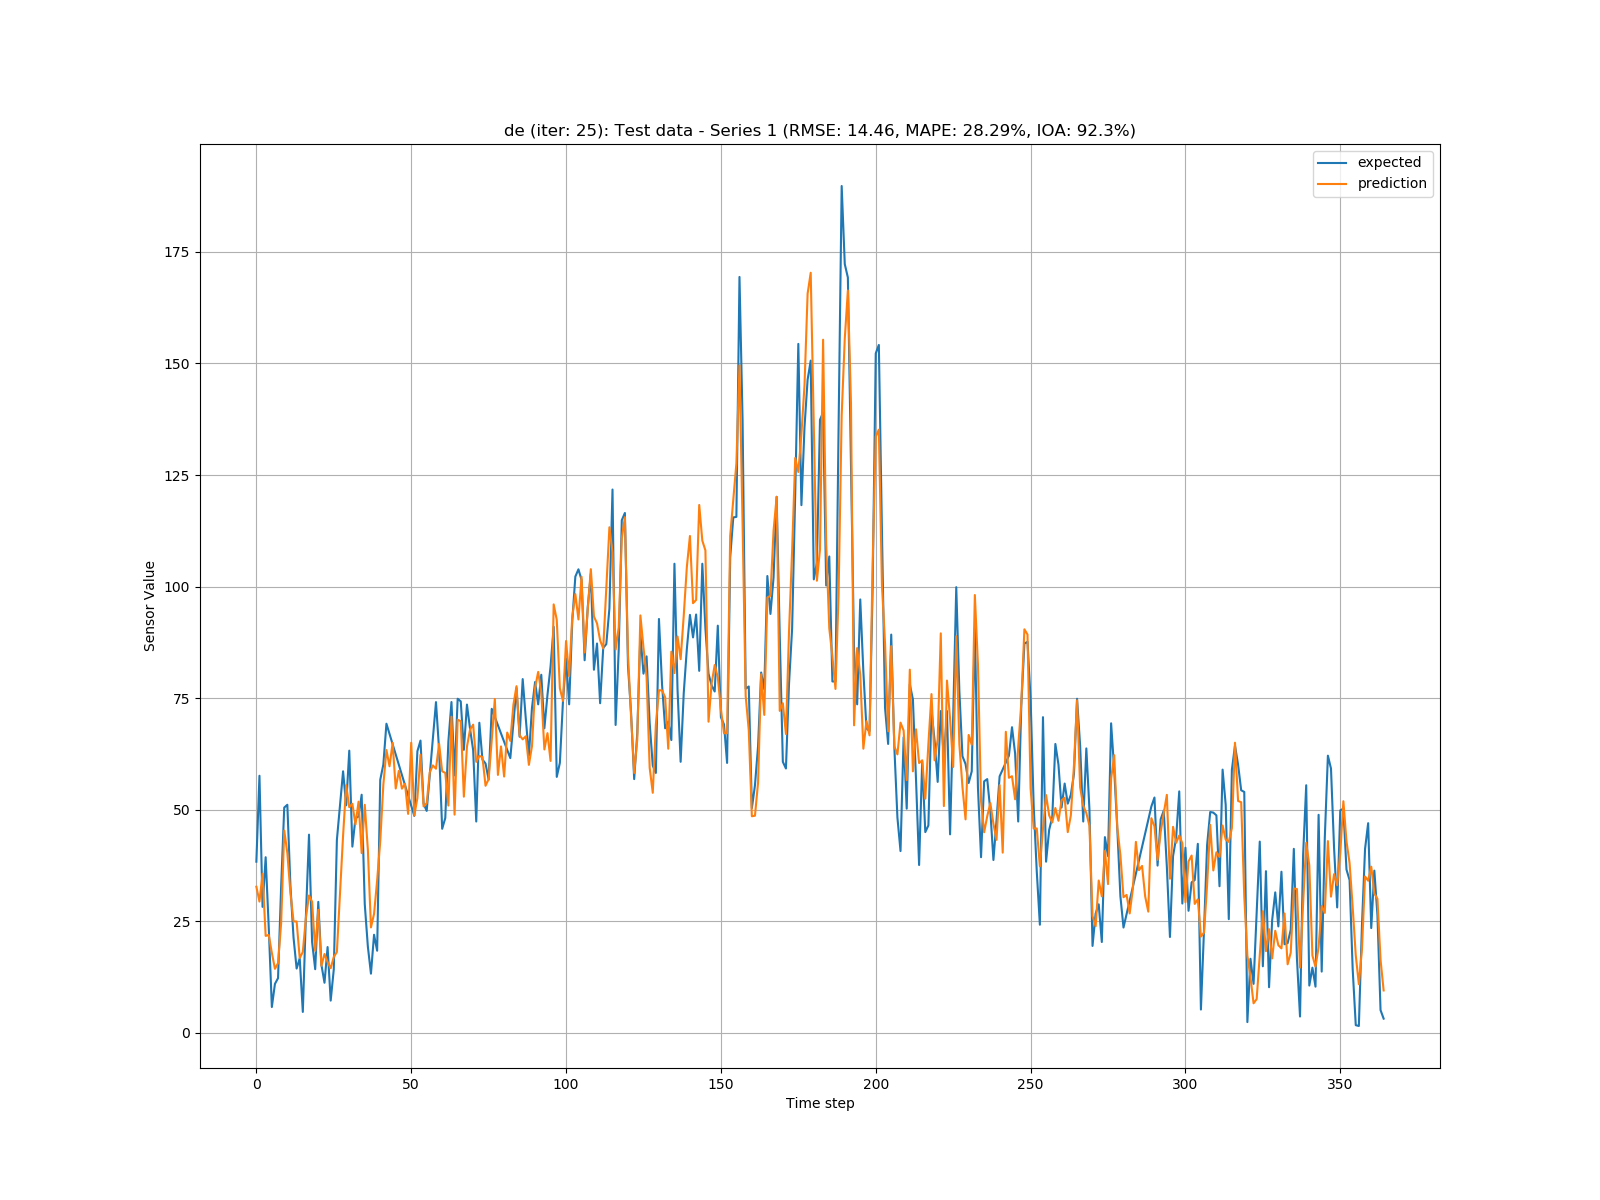 de (iter: 25): Test data - Series 1 (RMSE: 14.46, MAPE: 28.29%, IOA: 92.3%)
expected
prediction
175
150
125
100
75
50
25
0
Sensor Value
0 50 100 150 200 250 300 350
Time step